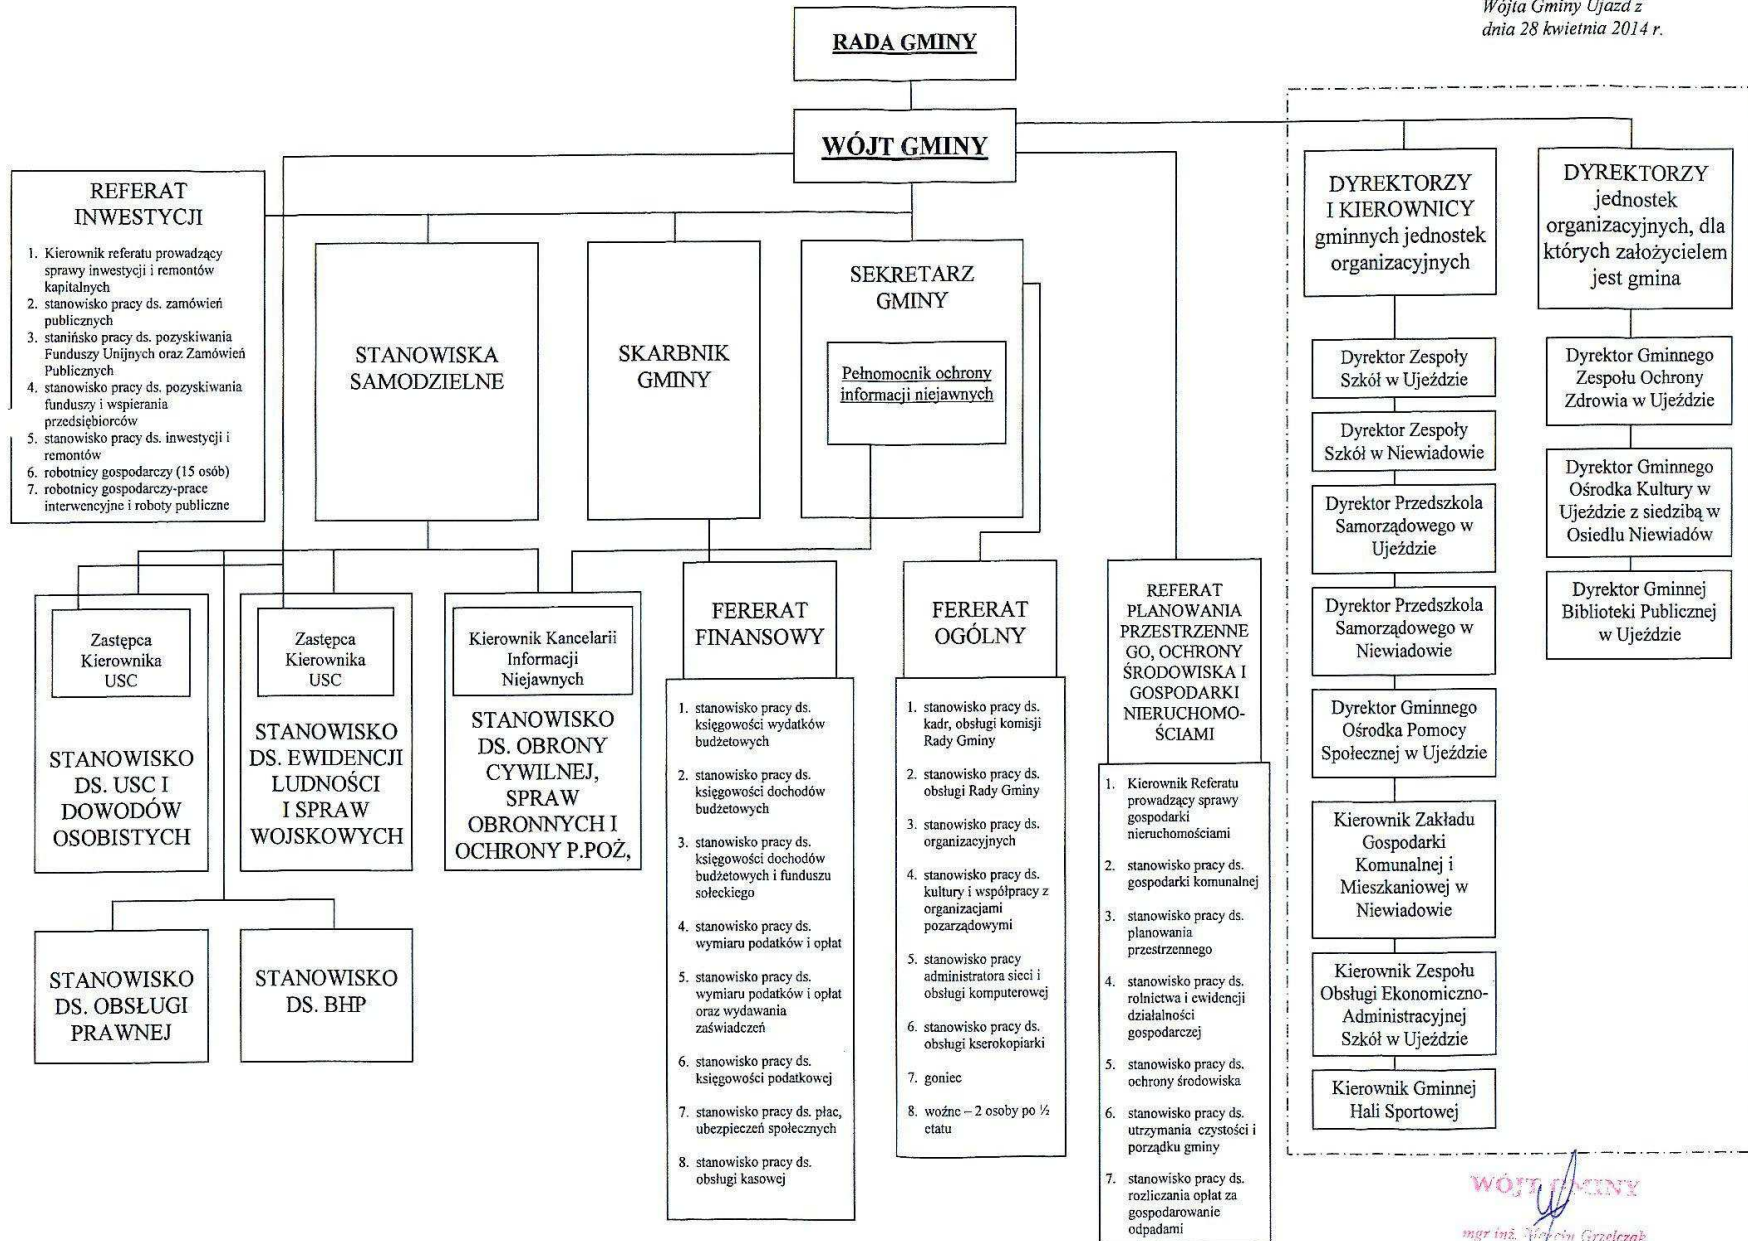 Wójta Gminy Ujazd z
dnia 28 kwietnia 2014 r.
RADA GMINY
WÓJT GMINY
REFERAT
INWESTYCJI
1. Kierownik referatu prowadzący
sprawy inwestycji i remontów
kapitalnych
2. stanowisko pracy ds. zamówień
publicznych
3. stanińsko pracy ds. pozyskiwania
Funduszy Unijnych oraz Zamówień
Publicznych
4. stanowisko pracy ds. pozyskiwania
funduszy i wspierania
przedsiębiorców
5. stanowisko pracy ds. inwestycji i
remontów
6. robotnicy gospodarczy (15 osób)
7. robotnicy gospodarczy-prace
interwencyjne i roboty publiczne
STANOWISKA
SAMODZIELNE
SKARBNIK
GMINY
SEKRETARZ
GMINY
Pełnomocnik ochrony
informacji niejawnych
DYREKTORZY
I KIEROWNICY
gminnych jednostek
organizacyjnych
DYREKTORZY
jednostek
organizacyjnych, dla
których założycielem
jest gmina
Dyrektor Zespoły
Szkół w Ujeździe
Dyrektor Zespoły
Szkół w Niewiadowie
Dyrektor Przedszkola
Samorządowego w
Ujeździe
Dyrektor Przedszkola
Samorządowego w
Niewiadowie
Dyrektor Gminnego
Ośrodka Pomocy
Społecznej w Ujeździe
Kierownik Zakładu
Gospodarki
Komunalnej i
Mieszkaniowej w
Niewiadowie
Kierownik Zespołu
Obsługi Ekonomiczno-
Administracyjnej
Szkół w Ujeździe
Kierownik Gminnej
Hali Sportowej
Dyrektor Gminnego
Zespołu Ochrony
Zdrowia w Ujeździe
Dyrektor Gminnego
Ośrodka Kultury w
Ujeździe z siedzibą w
Osiedlu Niewiadów
Dyrektor Gminnej
Biblioteki Publicznej
w Ujeździe
Zastępca
Kierownika
USC
STANOWISKO
DS. USC I
DOWODÓW
OSOBISTYCH
Zastępca
Kierownika
USC
STANOWISKO
DS. EWIDENCJI
LUDNOŚCI
I SPRAW
WOJSKOWYCH
Kierownik Kancelarii
Informacji
Niejawnych
STANOWISKO
DS. OBRONY
CYWILNEJ,
SPRAW
OBRONNYCH I
OCHRONY P.POŻ,
STANOWISKO
DS. OBSŁUGI
PRAWNEJ
STANOWISKO
DS. BHP
FERERAT
FINANSOWY
1. stanowisko pracy ds.
księgowości wydatków
budżetowych
2. stanowisko pracy ds.
księgowości dochodów
budżetowych
3. stanowisko pracy ds.
księgowości dochodów
budżetowych i funduszu
sołeckiego
4. stanowisko pracy ds.
wymiaru podatków i opłat
5. stanowisko pracy ds.
wymiaru podatków i opłat
oraz wydawania
zaświadczeń
6. stanowisko pracy ds.
księgowości podatkowej
7. stanowisko pracy ds. płac,
ubezpieczeń społecznych
8. stanowisko pracy ds.
obsługi kasowej
FERERAT
OGÓLNY
1. stanowisko pracy ds.
kadr, obsługi komisji
Rady Gminy
2. stanowisko pracy ds.
obsługi Rady Gminy
3. stanowisko pracy ds.
organizacyjnych
4. stanowisko pracy ds.
kultury i współpracy z
organizacjami
pozarządowymi
5. stanowisko pracy
administratora sieci i
obsługi komputerowej
6. stanowisko pracy ds.
obsługi kserokopiarki
7. goniec
8. woźne – 2 osoby po ½
etatu
REFERAT
PLANOWANIA
PRZESTRZENNE
GO, OCHRONY
ŚRODOWISKA I
GOSPODARKI
NIERUCHOMO-
ŚCIAMI
1. Kierownik Referatu
prowadzący sprawy
gospodarki
nieruchomościami
2. stanowisko pracy ds.
gospodarki komunalnej
3. stanowisko pracy ds.
planowania
przestrzennego
4. stanowisko pracy ds.
rolnictwa i ewidencji
działalności
gospodarczej
5. stanowisko pracy ds.
ochrony środowiska
6. stanowisko pracy ds.
utrzymania czystości i
porządku gminy
7. stanowisko pracy ds.
rozliczania opłat za
gospodarowanie
odpadami
WÓJT GMINY
mgr inż. Marcin Grzelczak